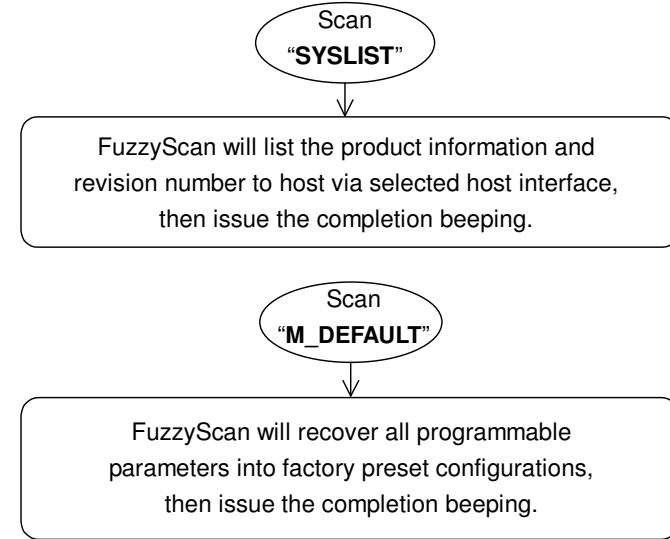 Scan
“SYSLIST”
FuzzyScan will list the product information and
revision number to host via selected host interface,
then issue the completion beeping.
Scan
“M_DEFAULT”
FuzzyScan will recover all programmable
parameters into factory preset configurations,
then issue the completion beeping.